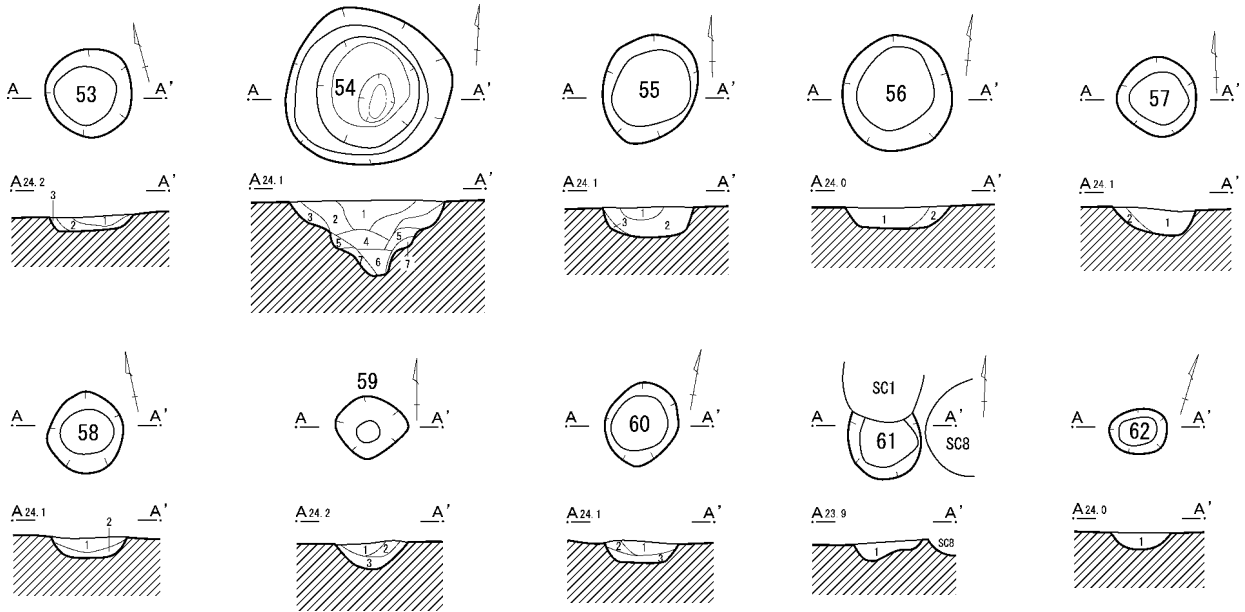 A 53 A'
A 54 A'
A 55 A'
A 56 A'
A 57 A'
A24.2 A'
3 2 1
A24.1 A'
3 2 1
5 4 5
7 6 7
A24.1 A'
1
3 2
A24.0 A'
1 2
A24.1 A'
2 1
A 58 A'
59
A A'
A 60 A'
SC1
A 61 A'
SC8
A 62 A'
A24.1 A'
1 2
A24.2 A'
1 2
3
A24.1 A'
2 1 3
A23.9 A'
1 SC8
A24.0 A'
1